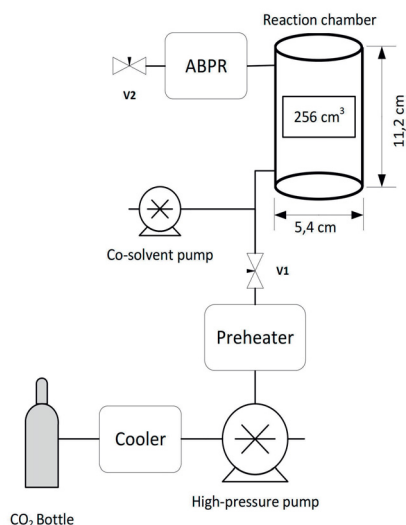 Reaction chamber
ABPR
V2
256 cm³
11,2 cm
5,4 cm
Co-solvent pump
V1
Preheater
Cooler
High-pressure pump
CO₂ Bottle